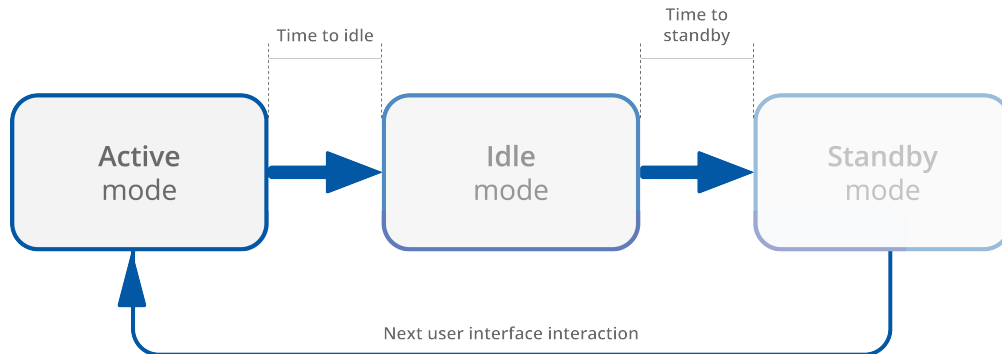 Time to idle
Time to
standby
Active
mode
Idle
mode
Standby
mode
Next user interface interaction